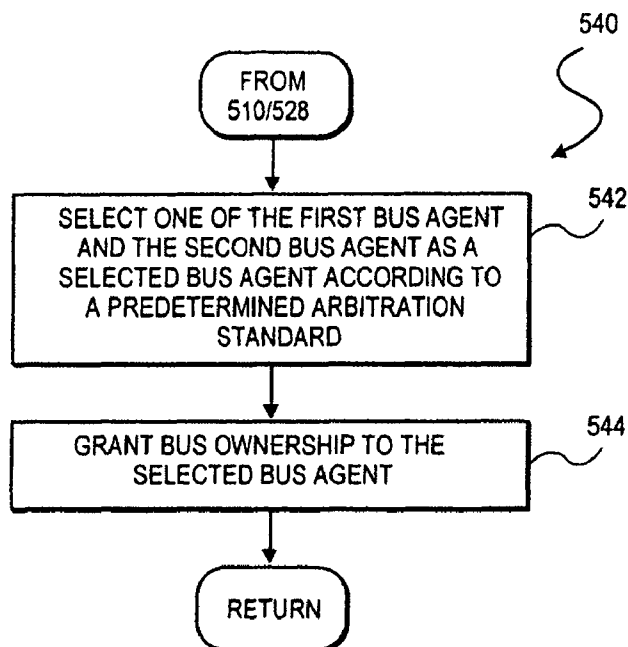 540
FROM
510/528
SELECT ONE OF THE FIRST BUS AGENT
AND THE SECOND BUS AGENT AS A
SELECTED BUS AGENT ACCORDING TO
A PREDETERMINED ARBITRATION
STANDARD
542
GRANT BUS OWNERSHIP TO THE
SELECTED BUS AGENT
544
RETURN